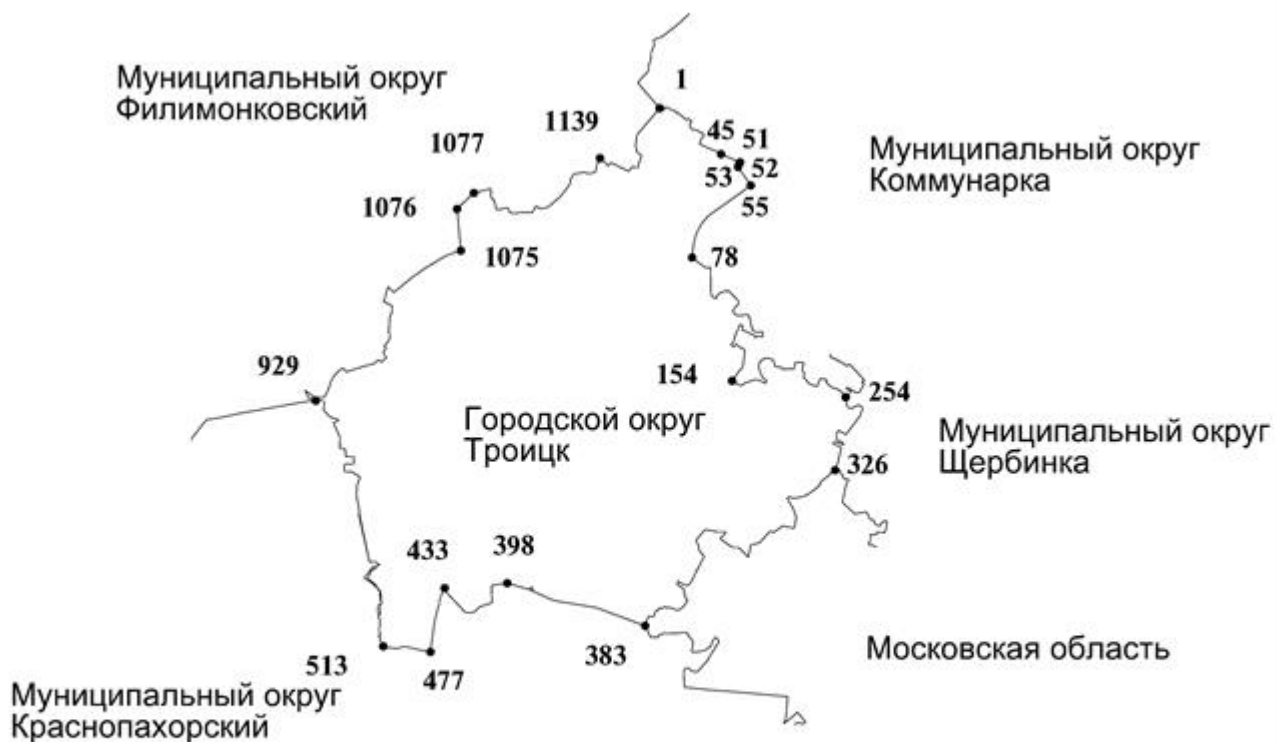 Муниципальный округ
Филимонковский
1
1139
45
51
1077
53
52
Муниципальный округ
Коммунарка
55
1076
1075
78
929
154
254
Городской округ
Троицк
Муниципальный округ
Щербинка
326
433
398
383
Московская область
513
477
Муниципальный округ
Краснопахорский